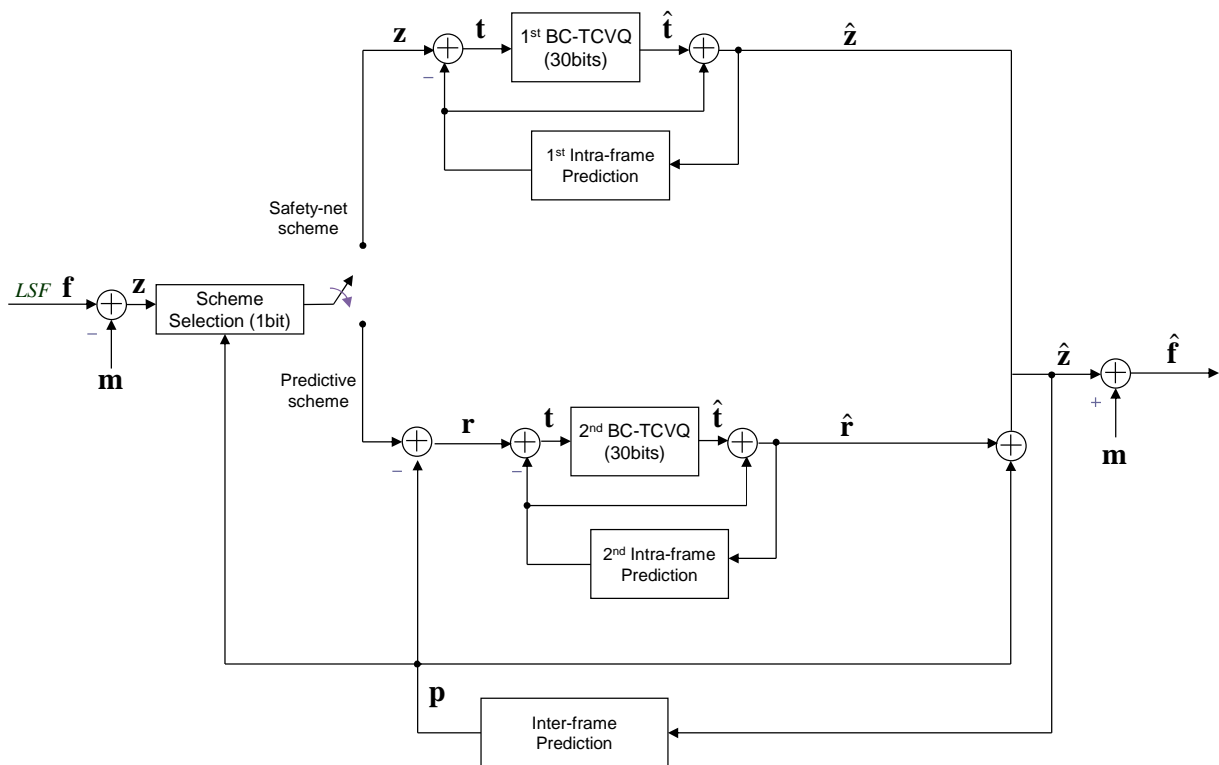 z
t
1st BC-TCVQ
(30bits)
t̂
ẑ
−
1st Intra-frame
Prediction
Safety-net
scheme
LSF f
z
−
m
Scheme
Selection (1bit)
Predictive
scheme
r
t
2nd BC-TCVQ
(30bits)
t̂
r̂
−
−
2nd Intra-frame
Prediction
ẑ
f̂
+
m
p
Inter-frame
Prediction